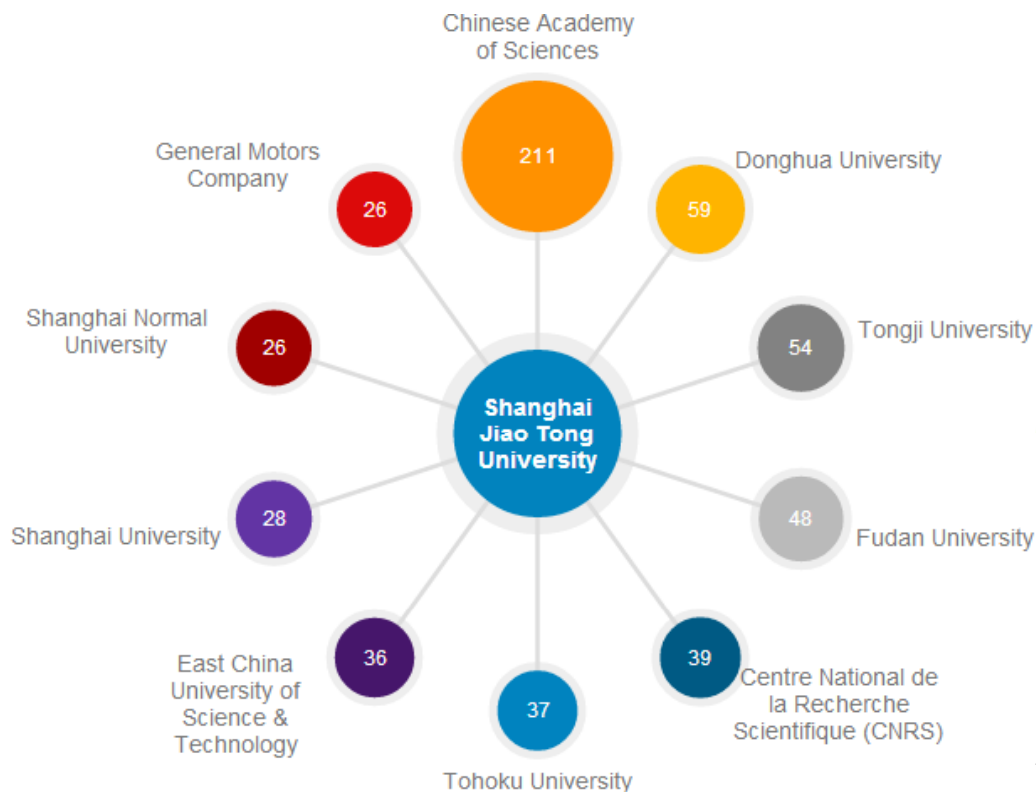 Chinese Academy
of Sciences
211
General Motors
Company
26
Donghua University
59
Shanghai Normal
University
26
Tongji University
54
Shanghai
Jiao Tong
University
Shanghai University
28
Fudan University
48
East China
University of
Science &
Technology
36
Centre National de
la Recherche
Scientifique (CNRS)
39
37
Tohoku University